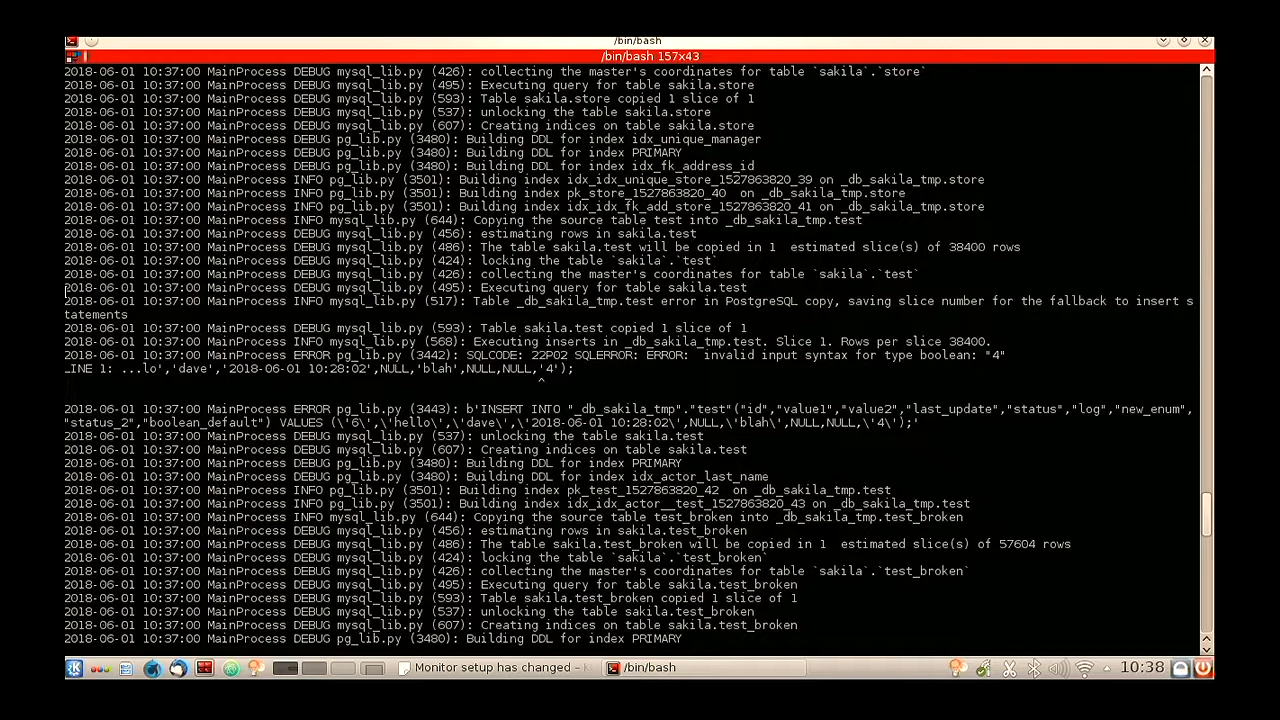 /bin/bash
/bin/bash 157x43
2018-06-01 10:37:00 MainProcess DEBUG mysql_lib.py (426): collecting the master's coordinates for table `sakila`.`store`
2018-06-01 10:37:00 MainProcess DEBUG mysql_lib.py (495): Executing query for table sakila.store
2018-06-01 10:37:00 MainProcess DEBUG mysql_lib.py (593): Table sakila.store copied 1 slice of 1
2018-06-01 10:37:00 MainProcess DEBUG mysql_lib.py (537): unlocking the table sakila.store
2018-06-01 10:37:00 MainProcess DEBUG mysql_lib.py (607): Creating indices on table sakila.store
2018-06-01 10:37:00 MainProcess DEBUG pg_lib.py (3480): Building DDL for index idx_unique_manager
2018-06-01 10:37:00 MainProcess DEBUG pg_lib.py (3480): Building DDL for index PRIMARY
2018-06-01 10:37:00 MainProcess DEBUG pg_lib.py (3480): Building DDL for index idx_fk_address_id
2018-06-01 10:37:00 MainProcess INFO pg_lib.py (3501): Building index idx_idx_unique_store_1527863820_39 on _db_sakila_tmp.store
2018-06-01 10:37:00 MainProcess INFO pg_lib.py (3501): Building index pk_store_1527863820_40  on _db_sakila_tmp.store
2018-06-01 10:37:00 MainProcess INFO pg_lib.py (3501): Building index idx_idx_fk_add_store_1527863820_41 on _db_sakila_tmp.store
2018-06-01 10:37:00 MainProcess INFO mysql_lib.py (644): Copying the source table test into _db_sakila_tmp.test
2018-06-01 10:37:00 MainProcess DEBUG mysql_lib.py (456): estimating rows in sakila.test
2018-06-01 10:37:00 MainProcess DEBUG mysql_lib.py (486): The table sakila.test will be copied in 1  estimated slice(s) of 38400 rows
2018-06-01 10:37:00 MainProcess DEBUG mysql_lib.py (424): locking the table `sakila`.`test`
2018-06-01 10:37:00 MainProcess DEBUG mysql_lib.py (426): collecting the master's coordinates for table `sakila`.`test`
2018-06-01 10:37:00 MainProcess DEBUG mysql_lib.py (495): Executing query for table sakila.test
2018-06-01 10:37:00 MainProcess INFO mysql_lib.py (517): Table _db_sakila_tmp.test error in PostgreSQL copy, saving slice number for the fallback to insert s
tatements
2018-06-01 10:37:00 MainProcess DEBUG mysql_lib.py (593): Table sakila.test copied 1 slice of 1
2018-06-01 10:37:00 MainProcess INFO mysql_lib.py (568): Executing inserts in _db_sakila_tmp.test. Slice 1. Rows per slice 38400.
2018-06-01 10:37:00 MainProcess ERROR pg_lib.py (3442): SQLCODE: 22P02 SQLERROR: ERROR:  invalid input syntax for type boolean: "4"
LINE 1: ...lo','dave','2018-06-01 10:28:02',NULL,'blah',NULL,NULL,'4');
^
2018-06-01 10:37:00 MainProcess ERROR pg_lib.py (3443): b'INSERT INTO "_db_sakila_tmp"."test"("id","value1","value2","last_update","status","log","new_enum",
"status_2","boolean_default") VALUES (\'6\',\'hello\',\'dave\',\'2018-06-01 10:28:02\',NULL,\'blah\',NULL,NULL,\'4\');'
2018-06-01 10:37:00 MainProcess DEBUG mysql_lib.py (537): unlocking the table sakila.test
2018-06-01 10:37:00 MainProcess DEBUG mysql_lib.py (607): Creating indices on table sakila.test
2018-06-01 10:37:00 MainProcess DEBUG pg_lib.py (3480): Building DDL for index PRIMARY
2018-06-01 10:37:00 MainProcess DEBUG pg_lib.py (3480): Building DDL for index idx_actor_last_name
2018-06-01 10:37:00 MainProcess INFO pg_lib.py (3501): Building index pk_test_1527863820_42  on _db_sakila_tmp.test
2018-06-01 10:37:00 MainProcess INFO pg_lib.py (3501): Building index idx_idx_actor__test_1527863820_43 on _db_sakila_tmp.test
2018-06-01 10:37:00 MainProcess INFO mysql_lib.py (644): Copying the source table test_broken into _db_sakila_tmp.test_broken
2018-06-01 10:37:00 MainProcess DEBUG mysql_lib.py (456): estimating rows in sakila.test_broken
2018-06-01 10:37:00 MainProcess DEBUG mysql_lib.py (486): The table sakila.test_broken will be copied in 1  estimated slice(s) of 57604 rows
2018-06-01 10:37:00 MainProcess DEBUG mysql_lib.py (424): locking the table `sakila`.`test_broken`
2018-06-01 10:37:00 MainProcess DEBUG mysql_lib.py (426): collecting the master's coordinates for table `sakila`.`test_broken`
2018-06-01 10:37:00 MainProcess DEBUG mysql_lib.py (495): Executing query for table sakila.test_broken
2018-06-01 10:37:00 MainProcess DEBUG mysql_lib.py (593): Table sakila.test_broken copied 1 slice of 1
2018-06-01 10:37:00 MainProcess DEBUG mysql_lib.py (537): unlocking the table sakila.test_broken
2018-06-01 10:37:00 MainProcess DEBUG mysql_lib.py (607): Creating indices on table sakila.test_broken
2018-06-01 10:37:00 MainProcess DEBUG pg_lib.py (3480): Building DDL for index PRIMARY
Monitor setup has changed – /bin/bash 10:38